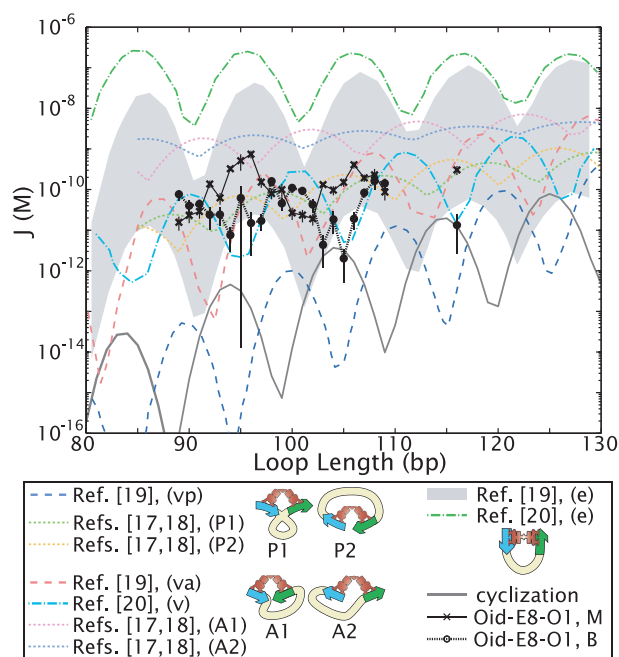 10⁻⁶
10⁻⁸
10⁻¹⁰
10⁻¹²
10⁻¹⁴
10⁻¹⁶
J (M)
80 90 100 110 120 130
Loop Length (bp)
Ref. [19], (vp)
Refs. [17,18], (P1)
Refs. [17,18], (P2)
P1 P2
Ref. [19], (va)
Ref. [20], (v)
Refs. [17,18], (A1)
Refs. [17,18], (A2)
A1 A2
Ref. [19], (e)
Ref. [20], (e)
cyclization
Oid-E8-O1, M
Oid-E8-O1, B